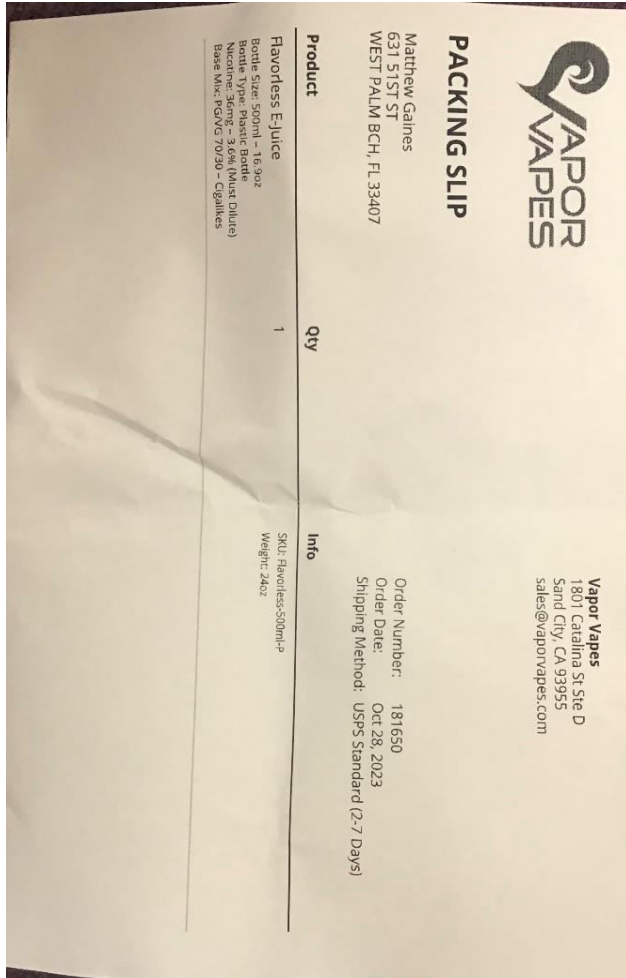 VAPOR
VAPES
Vapor Vapes
1801 Catalina St Ste D
Sand City, CA 93955
sales@vaporvapes.com
PACKING SLIP
Matthew Gaines
631 51ST ST
WEST PALM BCH, FL 33407
Order Number: 181650
Order Date: Oct 28, 2023
Shipping Method: USPS Standard (2-7 Days)
Product Qty Info
Flavorless E-Juice 1 SKU: Flavorless-500ml-P
Bottle Size: 500ml – 16.9oz Weight: 24oz
Bottle Type: Plastic Bottle
Nicotine: 36mg – 3.6% (Must Dilute)
Base Mix: PG/VG 70/30 – Cigalikes